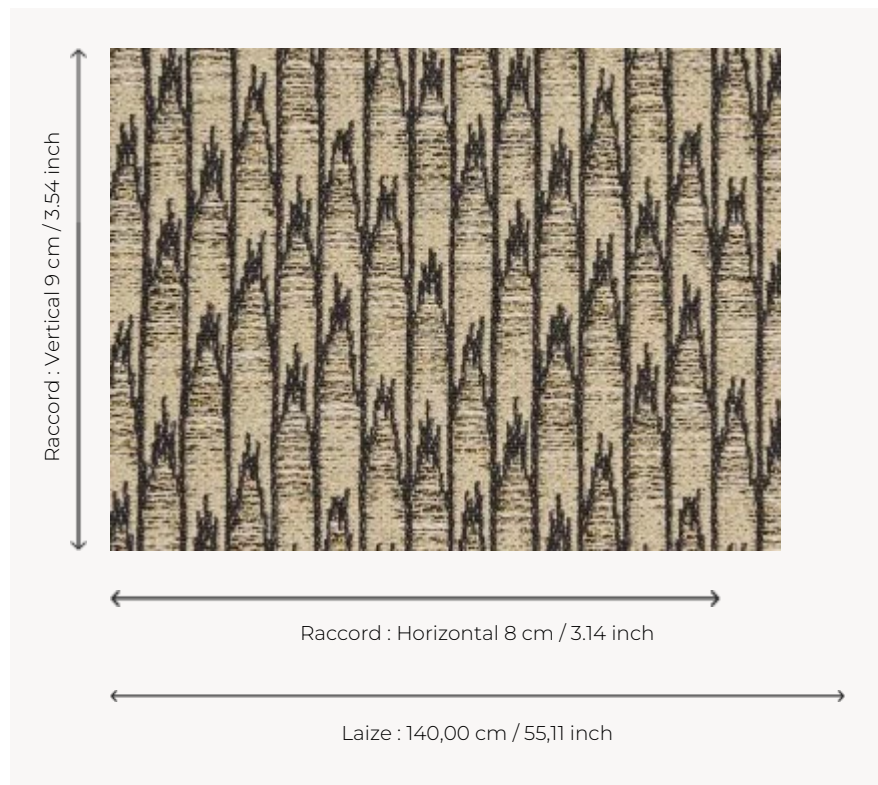 Raccord : Vertical 9 cm / 3.54 inch
Raccord : Horizontal 8 cm / 3.14 inch
Laize : 140,00 cm / 55,11 inch